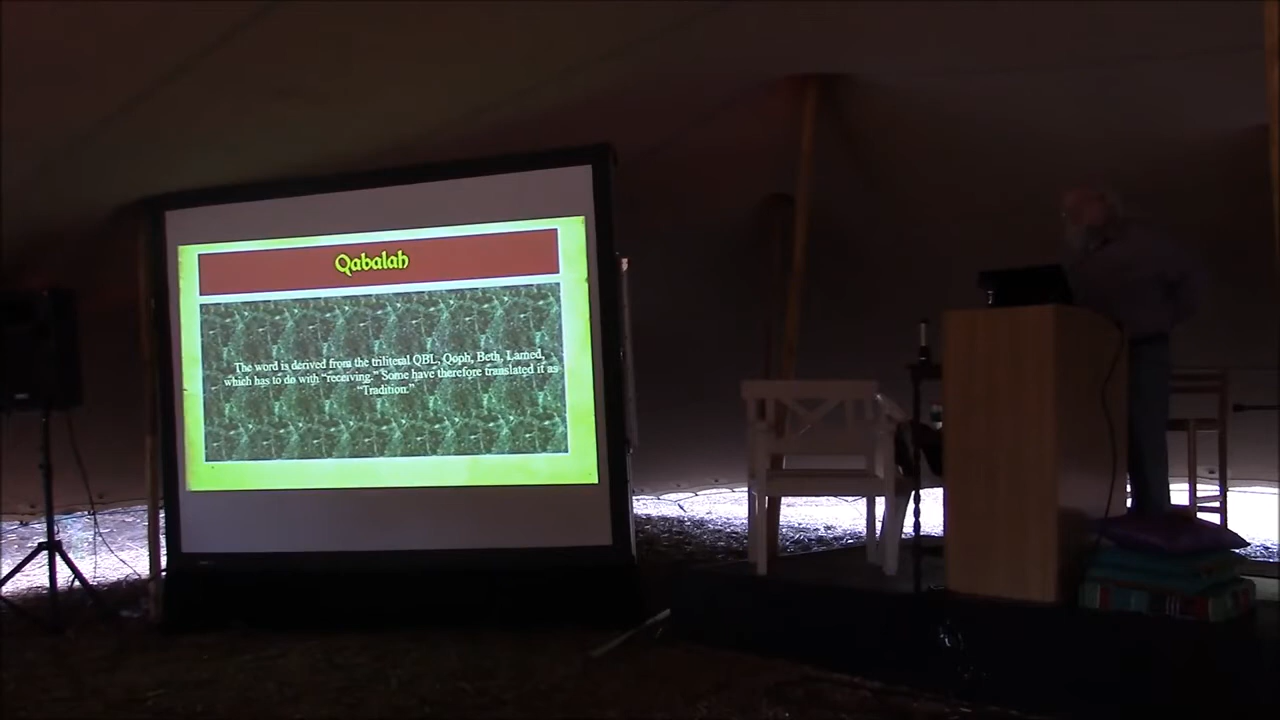 Qabalah
The word is derived from the triliteral QBL, Qoph, Beth, Lamed,
which has to do with “receiving.” Some have therefore translated it as
“Tradition.”